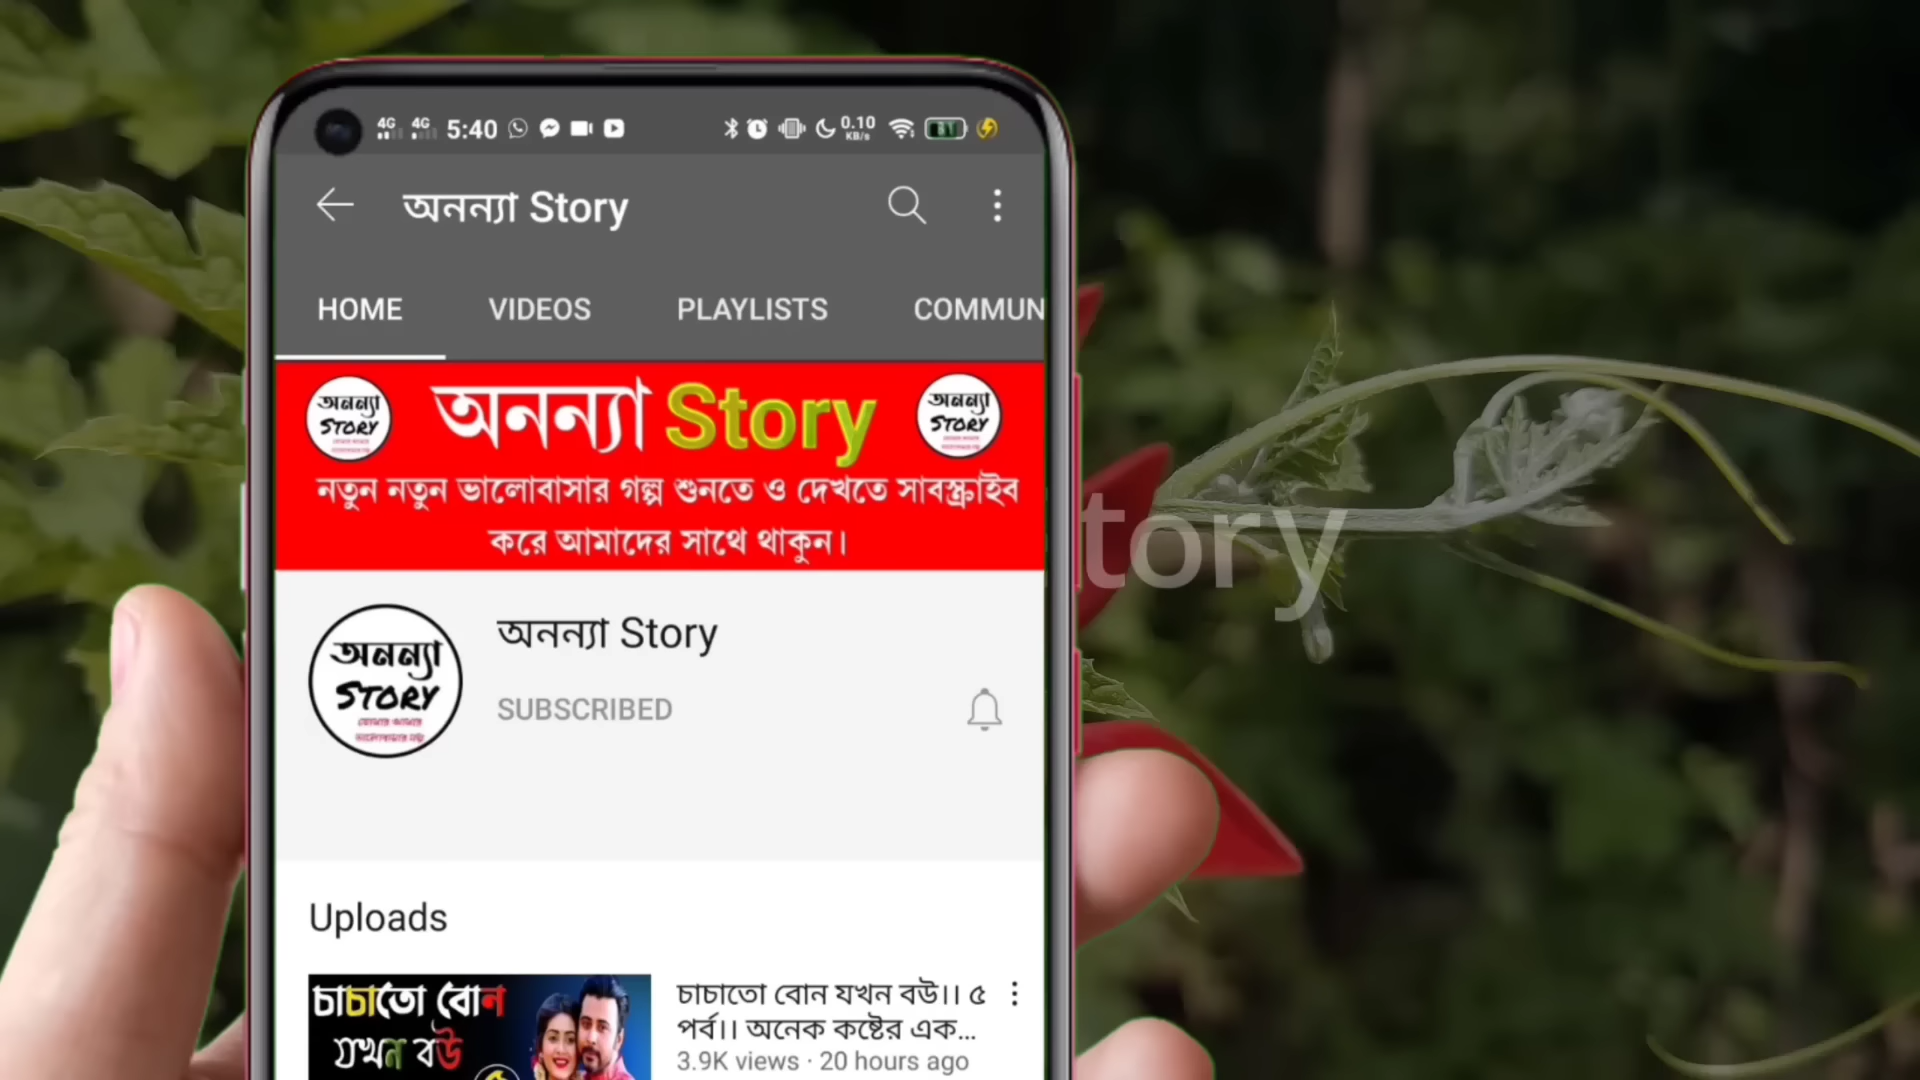 4G 4G 5:40 0.10 KB/s
অনন্যা Story
HOME VIDEOS PLAYLISTS COMMUN
অনন্যা STORY
অনন্যা Story
অনন্যা STORY
নতুন নতুন ভালোবাসার গল্প শুনতে ও দেখতে সাবস্ক্রাইব
করে আমাদের সাথে থাকুন।
tory
অনন্যা
STORY
অনন্যা Story
SUBSCRIBED
Uploads
চাচাতো বোন
যখন বউ
চাচাতো বোন যখন বউ।। ৫
পর্ব।। অনেক কষ্টের এক...
3.9K views · 20 hours ago